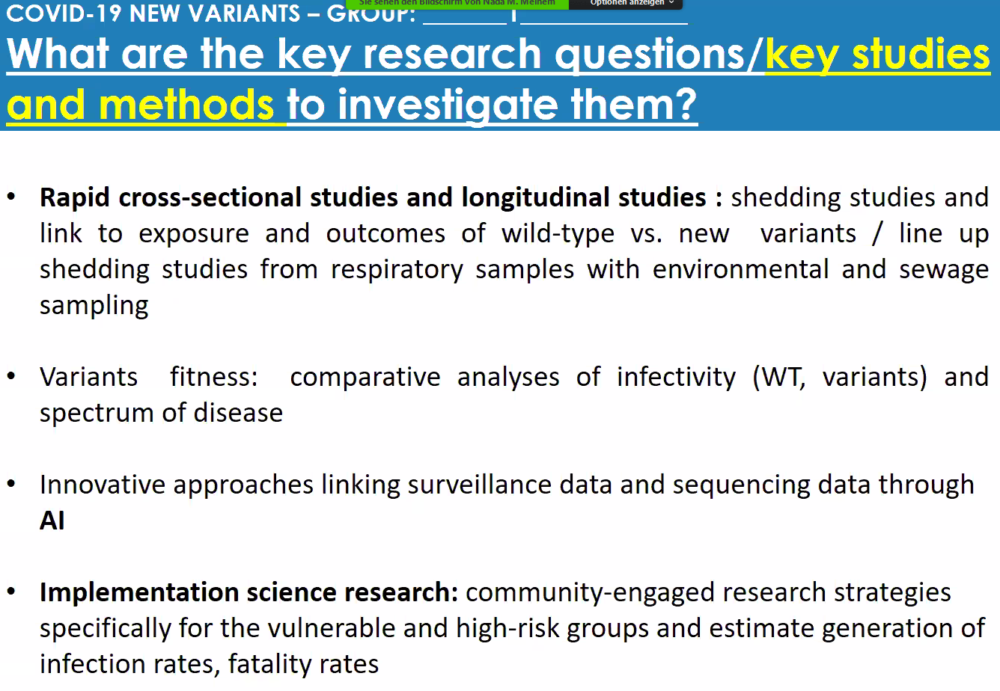 Sie sehen den Bildschirm von Nada M. Melhem Optionen anzeigen
COVID-19 NEW VARIANTS – GROUP: _______ I ______________
What are the key research questions/key studies
and methods to investigate them?
• Rapid cross-sectional studies and longitudinal studies : shedding studies and
link to exposure and outcomes of wild-type vs. new variants / line up
shedding studies from respiratory samples with environmental and sewage
sampling
• Variants fitness: comparative analyses of infectivity (WT, variants) and
spectrum of disease
• Innovative approaches linking surveillance data and sequencing data through
AI
• Implementation science research: community-engaged research strategies
specifically for the vulnerable and high-risk groups and estimate generation of
infection rates, fatality rates